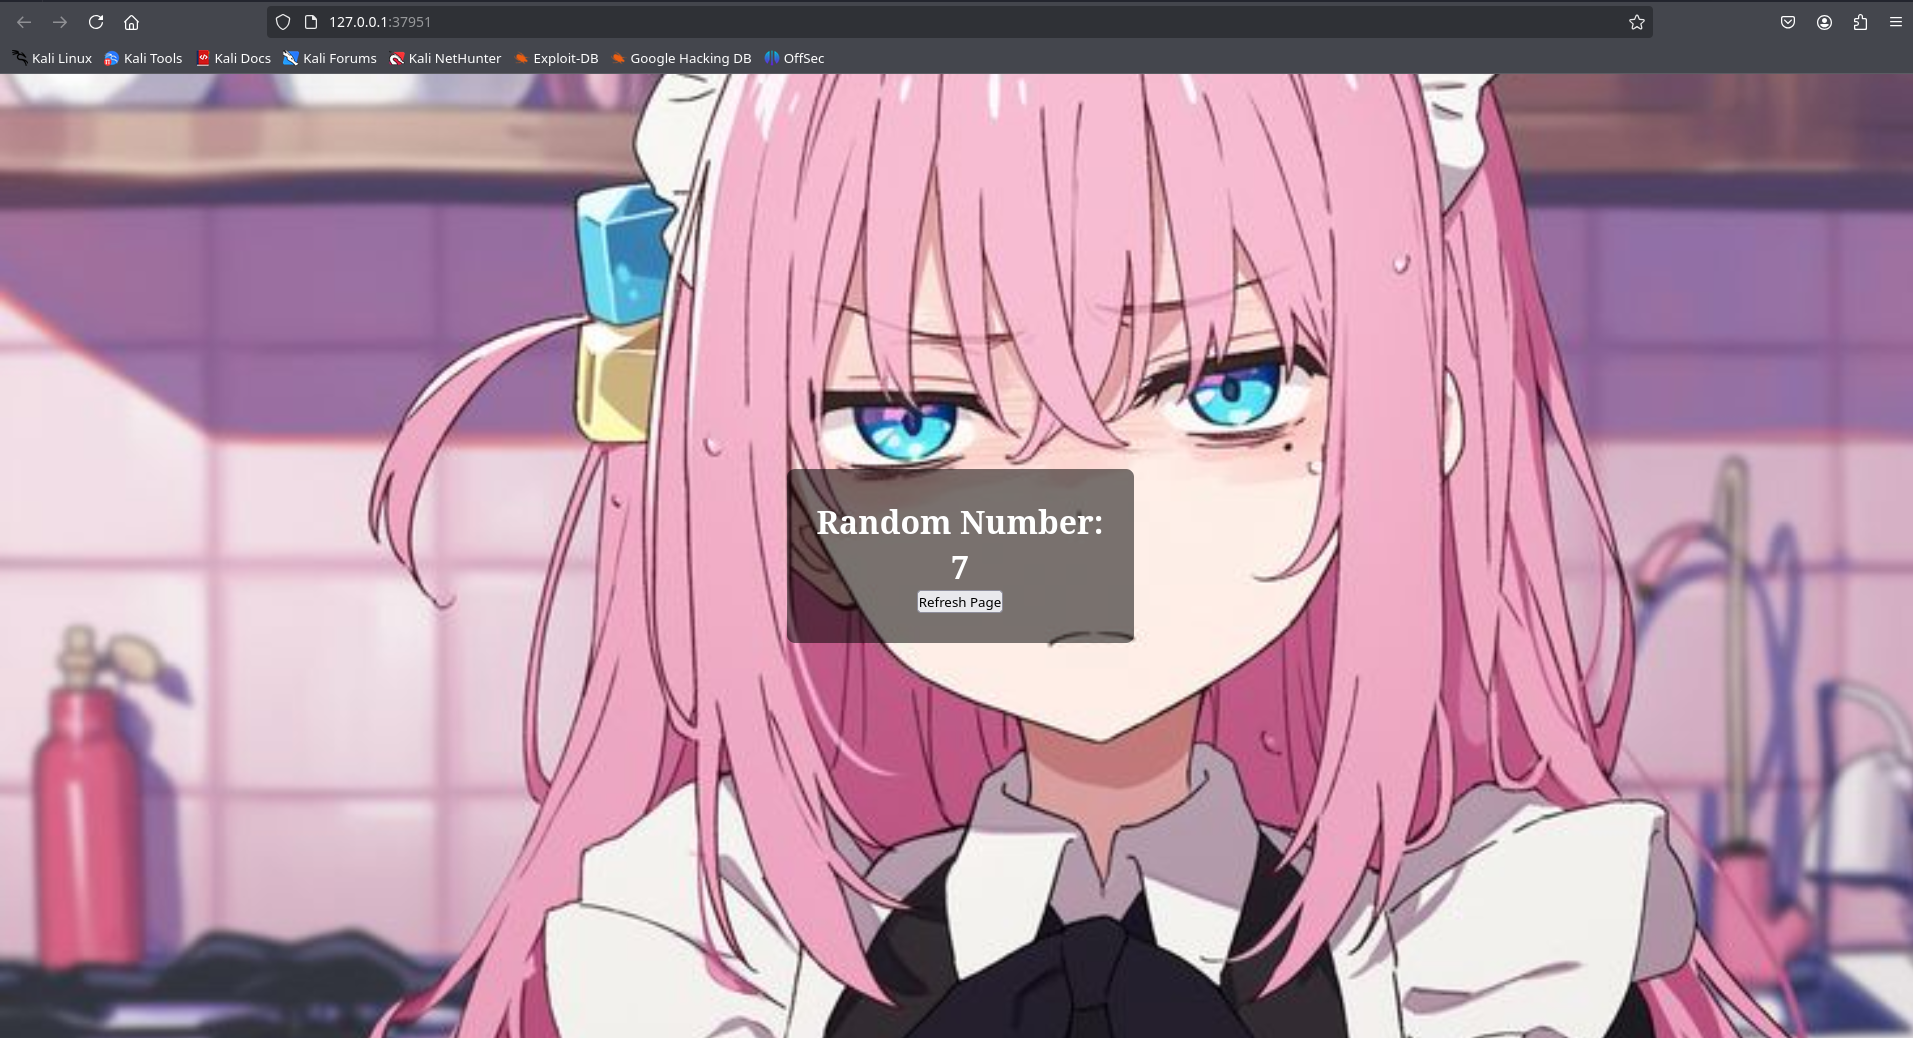 127.0.0.1:37951
Kali Linux Kali Tools Kali Docs Kali Forums Kali NetHunter Exploit-DB Google Hacking DB OffSec
Random Number:
7
Refresh Page